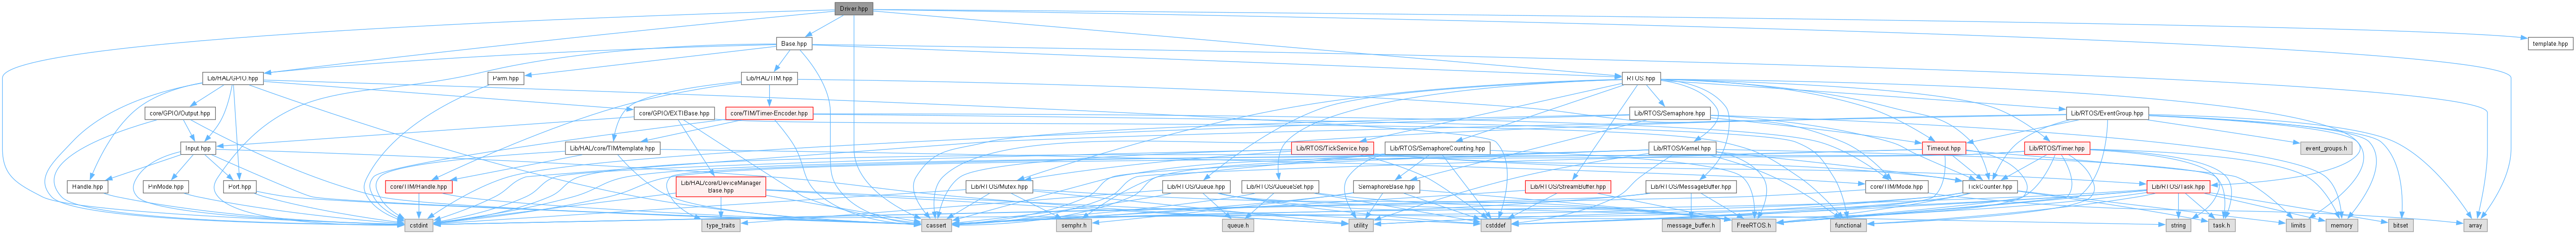 Driver.hpp
Base.hpp
template.hpp
Lib/HAL/GPIO.hpp
Parm.hpp
Lib/HAL/TIM.hpp
RTOS.hpp
core/GPIO/Output.hpp
core/GPIO/EXTIBase.hpp
core/TIM/Timer-Encoder.hpp
Lib/RTOS/Semaphore.hpp
Lib/RTOS/EventGroup.hpp
Input.hpp
Lib/HAL/core/TIM/template.hpp
Lib/RTOS/TickService.hpp
Lib/RTOS/SemaphoreCounting.hpp
Lib/RTOS/Kernel.hpp
Timeout.hpp
Lib/RTOS/Timer.hpp
event_groups.h
Handle.hpp
PinMode.hpp
Port.hpp
core/TIM/Handle.hpp
Lib/HAL/core/DeviceManager
Base.hpp
Lib/RTOS/Mutex.hpp
Lib/RTOS/Queue.hpp
Lib/RTOS/QueueSet.hpp
SemaphoreBase.hpp
Lib/RTOS/StreamBuffer.hpp
Lib/RTOS/MessageBuffer.hpp
core/TIM/Mode.hpp
TickCounter.hpp
Lib/RTOS/Task.hpp
cstdint
type_traits
cassert
semphr.h
queue.h
utility
cstddef
message_buffer.h
FreeRTOS.h
functional
string
task.h
limits
memory
bitset
array